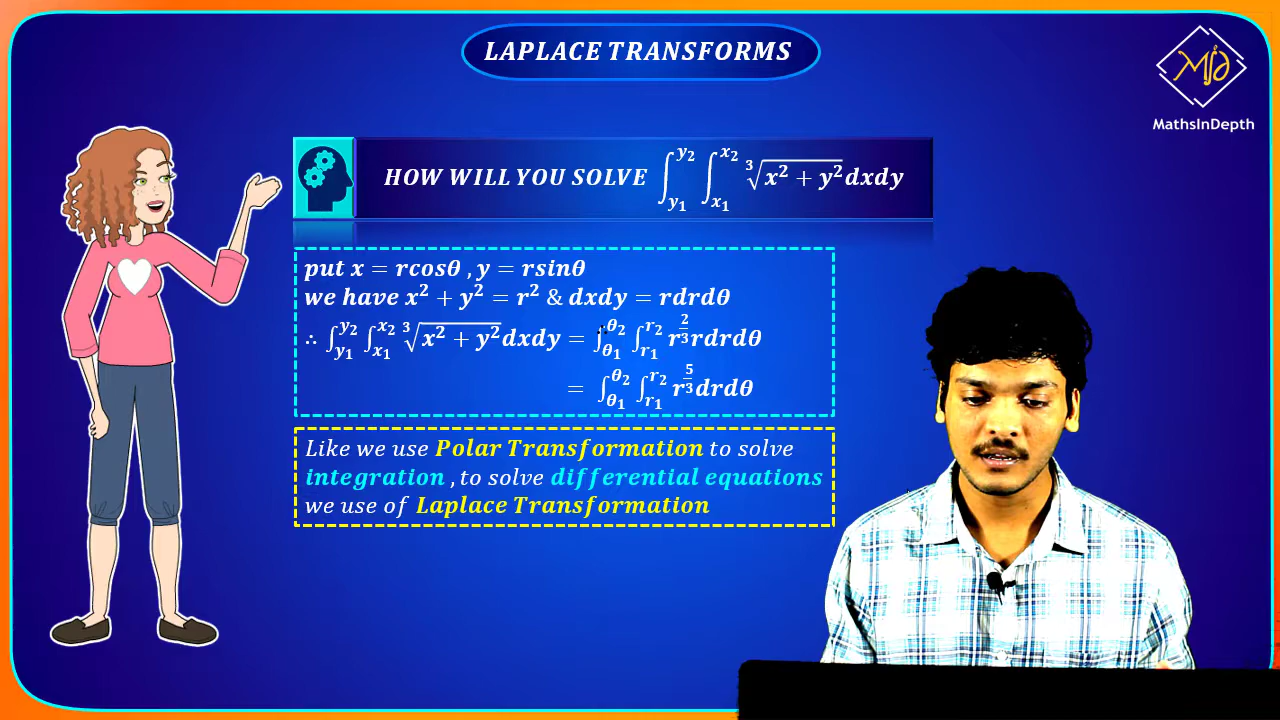 LAPLACE TRANSFORMS
MJD
MathsInDepth
HOW WILL YOU SOLVE ∫_{y₁}^{y₂} ∫_{x₁}^{x₂} ∛(x² + y²) dxdy
put x = rcosθ , y = rsinθ
we have x² + y² = r² & dxdy = rdrdθ
∴ ∫_{y₁}^{y₂} ∫_{x₁}^{x₂} ∛(x² + y²) dxdy = ∫_{θ₁}^{θ₂} ∫_{r₁}^{r₂} r^{2/3} rdrdθ
= ∫_{θ₁}^{θ₂} ∫_{r₁}^{r₂} r^{5/3} drdθ
Like we use Polar Transformation to solve
integration , to solve differential equations
we use of Laplace Transformation